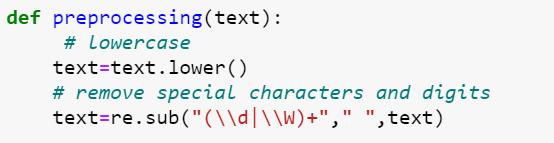 def preprocessing(text):
# lowercase
text=text.lower()
# remove special characters and digits
text=re.sub("(\\d|\\W)+"," ",text)